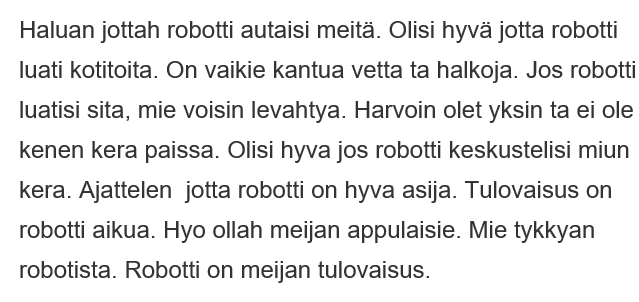 Haluan jottah robotti autaisi meitä. Olisi hyvä jotta robotti
luati kotitoita. On vaikie kantua vetta ta halkoja. Jos robotti
luatisi sita, mie voisin levahtya. Harvoin olet yksin ta ei ole
kenen kera paissa. Olisi hyva jos robotti keskustelisi miun
kera. Ajattelen  jotta robotti on hyva asija. Tulovaisus on
robotti aikua. Hyo ollah meijan appulaisie. Mie tykkyan
robotista. Robotti on meijan tulovaisus.